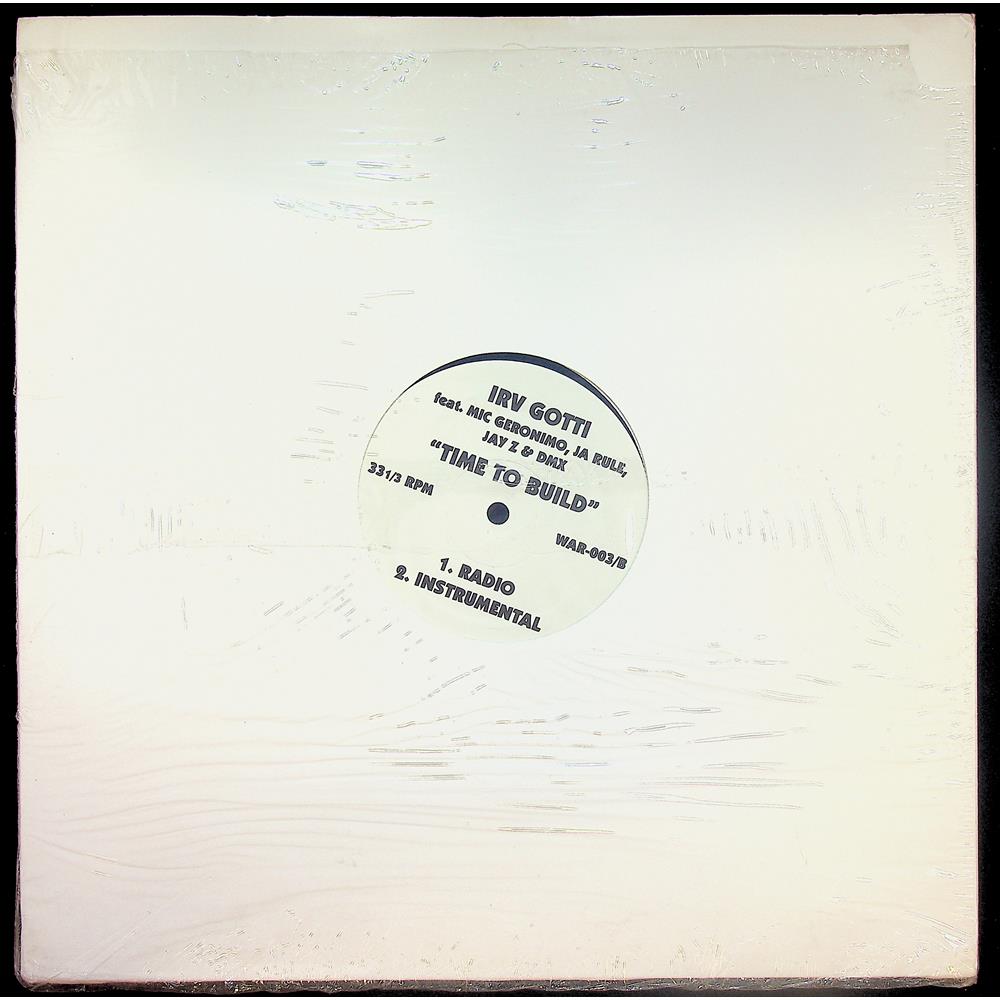 IRV GOTTI
feat. MIC GERONIMO, JA RULE,
JAY Z & DMX
“TIME TO BUILD”
33 1/3 RPM
WAR-003/B
1. RADIO
2. INSTRUMENTAL